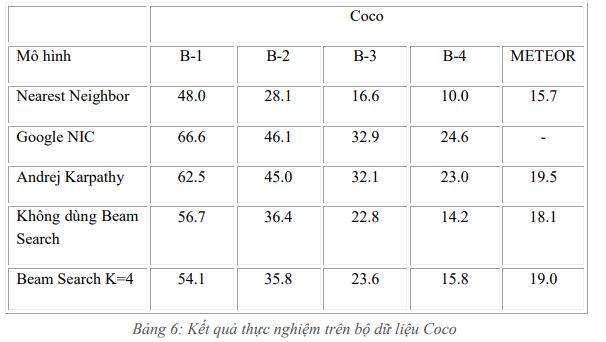 Coco
Mô hình B-1 B-2 B-3 B-4 METEOR
Nearest Neighbor 48.0 28.1 16.6 10.0 15.7
Google NIC 66.6 46.1 32.9 24.6 -
Andrej Karpathy 62.5 45.0 32.1 23.0 19.5
Không dùng Beam 56.7 36.4 22.8 14.2 18.1
Search
Beam Search K=4 54.1 35.8 23.6 15.8 19.0
Bảng 6: Kết quả thực nghiệm trên bộ dữ liệu Coco